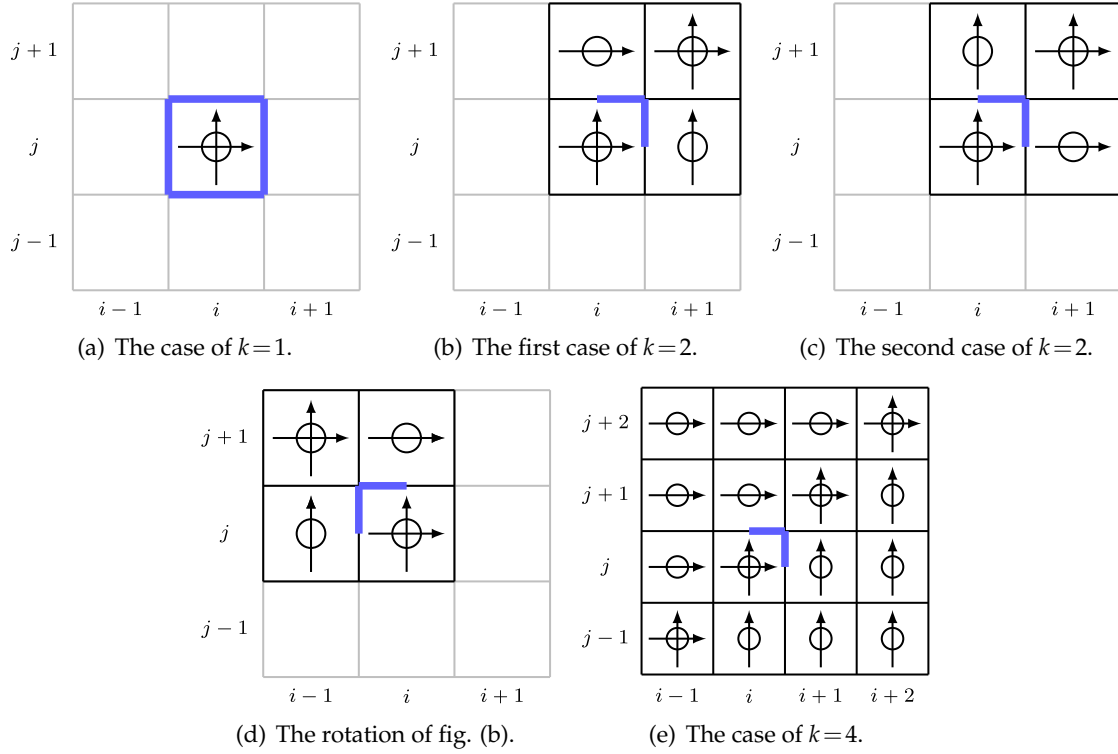 j + 1
j
j − 1
i − 1 i i + 1
(a) The case of k=1.
j + 1
j
j − 1
i − 1 i i + 1
(b) The first case of k=2.
j + 1
j
j − 1
i − 1 i i + 1
(c) The second case of k=2.
j + 1
j
j − 1
i − 1 i i + 1
(d) The rotation of fig. (b).
j + 2
j + 1
j
j − 1
i − 1 i i + 1 i + 2
(e) The case of k=4.